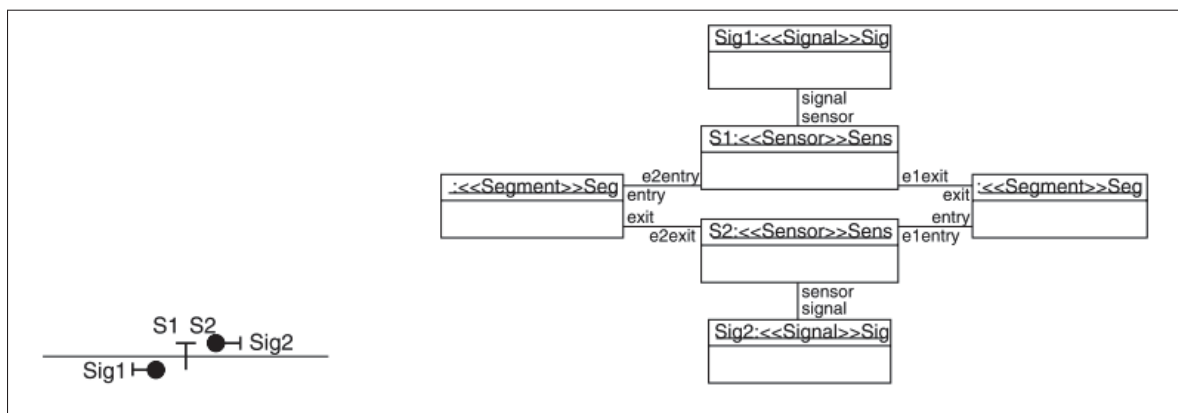 Sig1:<<Signal>>Sig
signal
sensor
S1:<<Sensor>>Sens
e2entry
e1exit
:<<Segment>>Seg
entry
exit
:<<Segment>>Seg
exit
entry
S2:<<Sensor>>Sens
e2exit
e1entry
sensor
signal
Sig2:<<Signal>>Sig
S1 S2
Sig2
Sig1